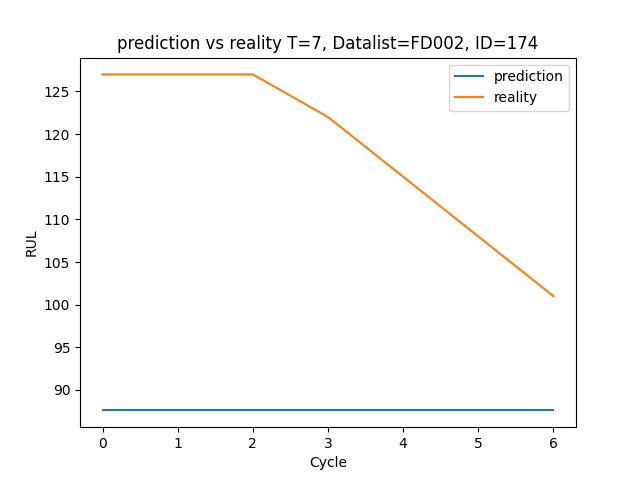 prediction vs reality T=7, Datalist=FD002, ID=174
prediction
reality
125
120
115
110
105
100
95
90
RUL
0 1 2 3 4 5 6
Cycle